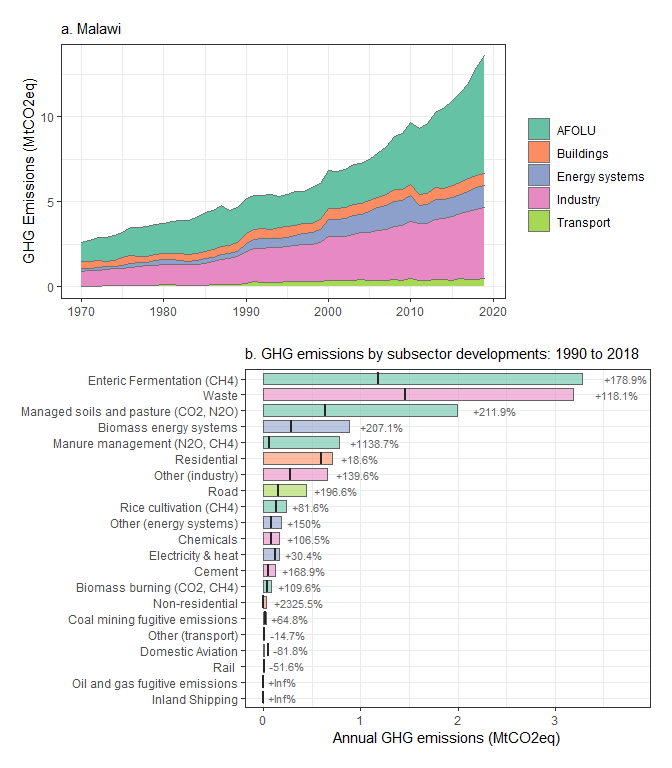 a. Malawi
GHG Emissions (MtCO2eq)
10
5
0
1970
1980
1990
2000
2010
2020
AFOLU
Buildings
Energy systems
Industry
Transport
b. GHG emissions by subsector developments: 1990 to 2018
Enteric Fermentation (CH4) +178.9%
Waste +118.1%
Managed soils and pasture (CO2, N2O) +211.9%
Biomass energy systems +207.1%
Manure management (N2O, CH4) +1138.7%
Residential +18.6%
Other (industry) +139.6%
Road +196.6%
Rice cultivation (CH4) +81.6%
Other (energy systems) +150%
Chemicals +106.5%
Electricity & heat +30.4%
Cement +168.9%
Biomass burning (CO2, CH4) +109.6%
Non-residential +2325.5%
Coal mining fugitive emissions +64.8%
Other (transport) -14.7%
Domestic Aviation -81.8%
Rail -51.6%
Oil and gas fugitive emissions +Inf%
Inland Shipping +Inf%
0
1
2
3
Annual GHG emissions (MtCO2eq)